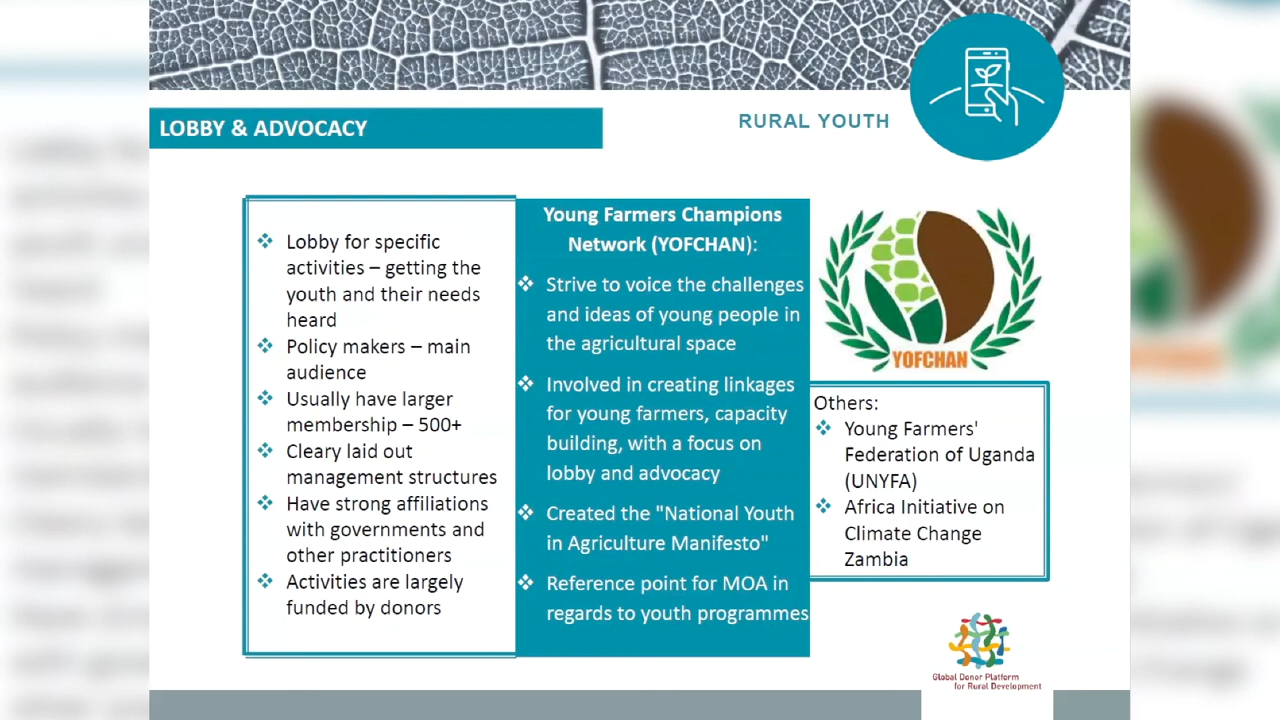 LOBBY & ADVOCACY
RURAL YOUTH
Lobby for specific
activities – getting the
youth and their needs
heard
Policy makers – main
audience
Usually have larger
membership – 500+
Cleary laid out
management structures
Have strong affiliations
with governments and
other practitioners
Activities are largely
funded by donors
Young Farmers Champions
Network (YOFCHAN):
Strive to voice the challenges
and ideas of young people in
the agricultural space
Involved in creating linkages
for young farmers, capacity
building, with a focus on
lobby and advocacy
Created the "National Youth
in Agriculture Manifesto"
Reference point for MOA in
regards to youth programmes
YOFCHAN
Others:
Young Farmers'
Federation of Uganda
(UNYFA)
Africa Initiative on
Climate Change
Zambia
Global Donor Platform
for Rural Development